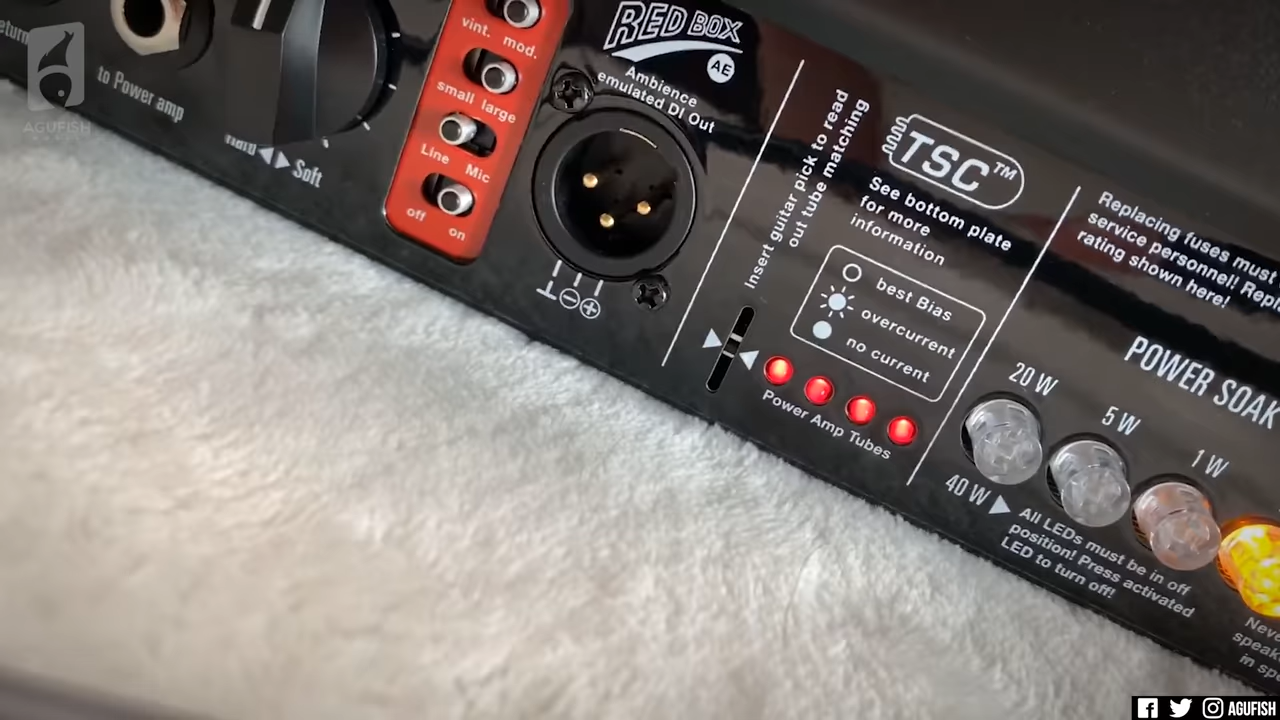 AGUFISH
to Power amp
Soft
vint. mod.
small large
Line Mic
off on
RED BOX
AE
Ambience
emulated DI Out
Insert guitar pick to read
out tube matching
TSC™
See bottom plate
for more
information
best Bias
overcurrent
no current
Power Amp Tubes
Replacing fuses must
service personnel!
rating shown here!
POWER SOAK
20 W
5 W
1 W
40 W
All LEDs must be in off
position! Press activated
LED to turn off!
in
AGUFISH